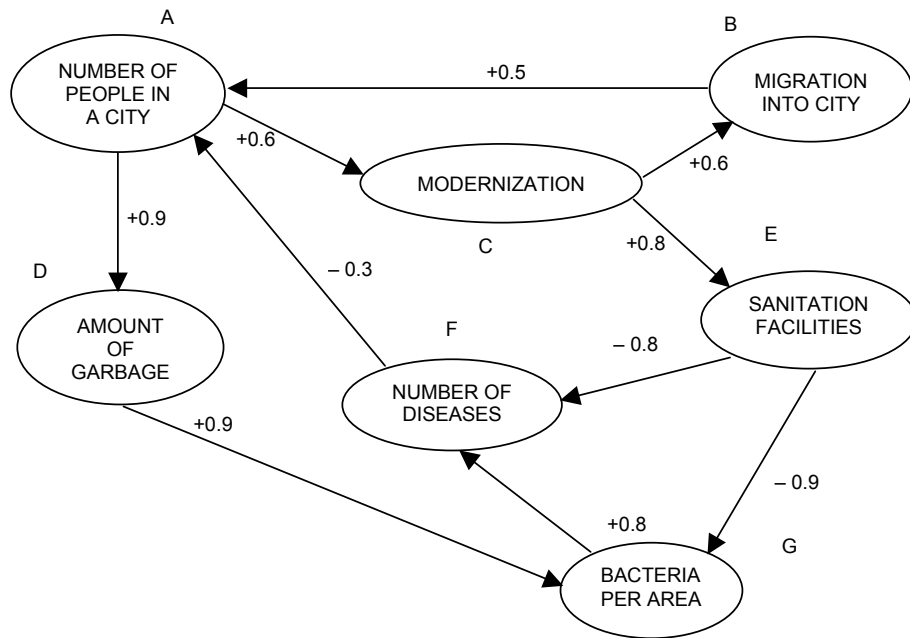 A
NUMBER OF
PEOPLE IN
A CITY
B
MIGRATION
INTO CITY
+0.5
+0.6
+0.6
MODERNIZATION
C
+0.9
+0.8
D
E
– 0.3
AMOUNT
OF
GARBAGE
SANITATION
FACILITIES
F
– 0.8
NUMBER OF
DISEASES
+0.9
– 0.9
+0.8
G
BACTERIA
PER AREA